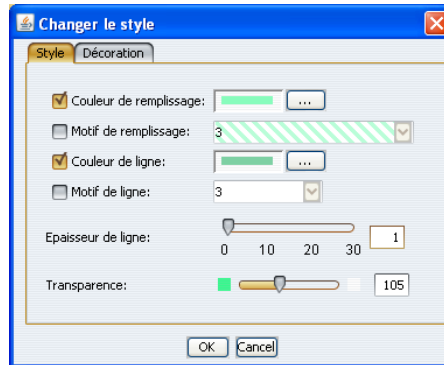 Changer le style
Style Décoration
Couleur de remplissage: ...
Motif de remplissage: 3
Couleur de ligne: ...
Motif de ligne: 3
Epaisseur de ligne: 1
0 10 20 30
Transparence: 105
OK Cancel